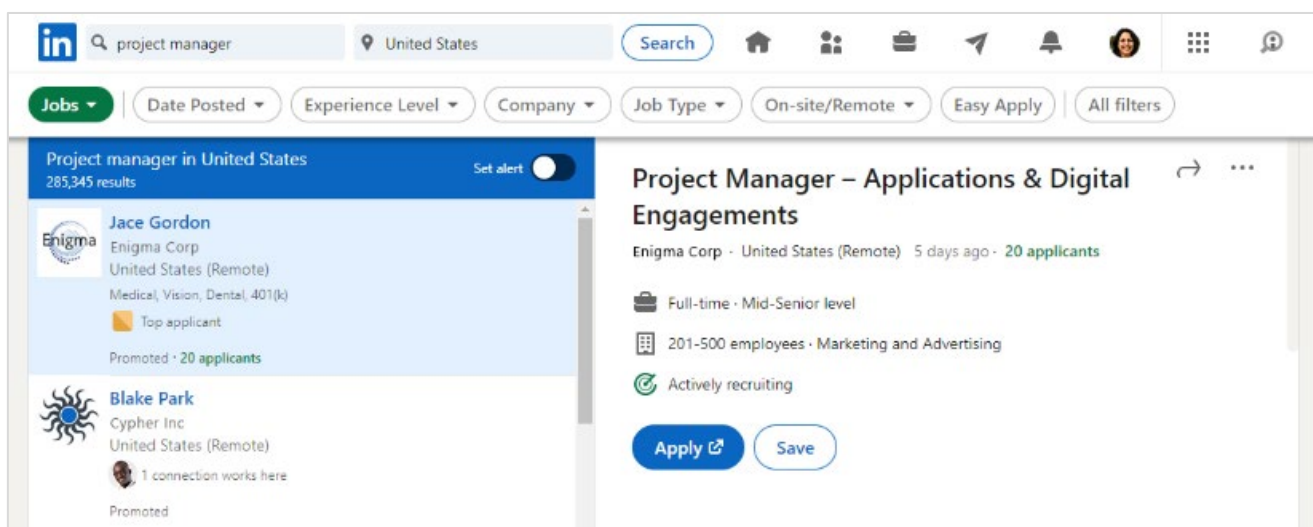 in project manager United States Search
Jobs Date Posted Experience Level Company Job Type On-site/Remote Easy Apply All filters
Project manager in United States
285,345 results
Set alert
Enigma
Jace Gordon
Enigma Corp
United States (Remote)
Medical, Vision, Dental, 401(k)
Top applicant
Promoted · 20 applicants
Blake Park
Cypher Inc
United States (Remote)
1 connection works here
Promoted
Project Manager – Applications & Digital
Engagements
Enigma Corp · United States (Remote) 5 days ago · 20 applicants
Full-time · Mid-Senior level
201-500 employees · Marketing and Advertising
Actively recruiting
Apply Save